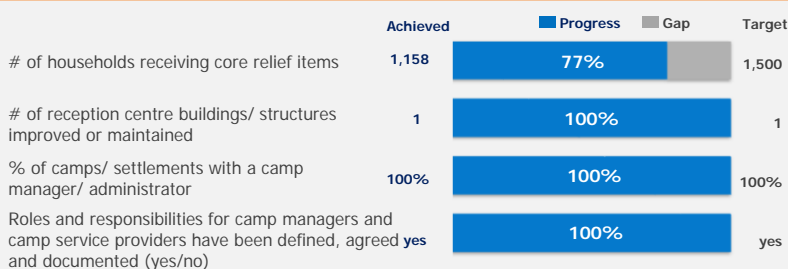 Achieved Progress Gap Target
# of households receiving core relief items 1,158 77% 1,500
# of reception centre buildings/ structures
improved or maintained 1 100% 1
% of camps/ settlements with a camp
manager/ administrator 100% 100% 100%
Roles and responsibilities for camp managers and
camp service providers have been defined, agreed yes 100% yes
and documented (yes/no)